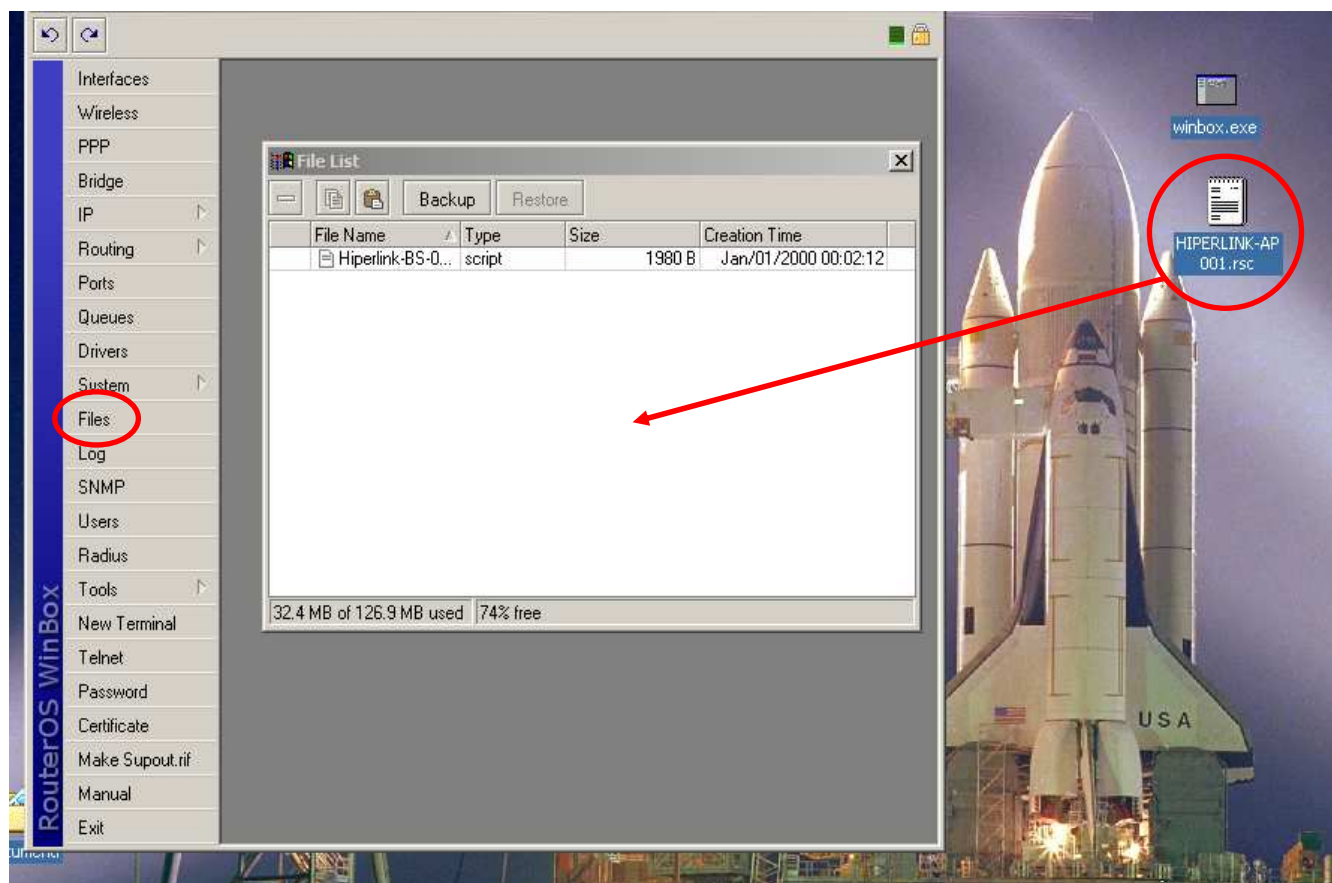 Interfaces
Wireless
PPP
Bridge
IP
Routing
Ports
Queues
Drivers
System
Files
Log
SNMP
Users
Radius
Tools
New Terminal
Telnet
Password
Certificate
Make Supout.rif
Manual
Exit
RouterOS WinBox
File List
Backup Restore
File Name Type Size Creation Time
Hiperlink-BS-0... script 1980 B Jan/01/2000 00:02:12
32.4 MB of 126.9 MB used 74% free
winbox.exe
HIPERLINK-AP
001.rsc
USA